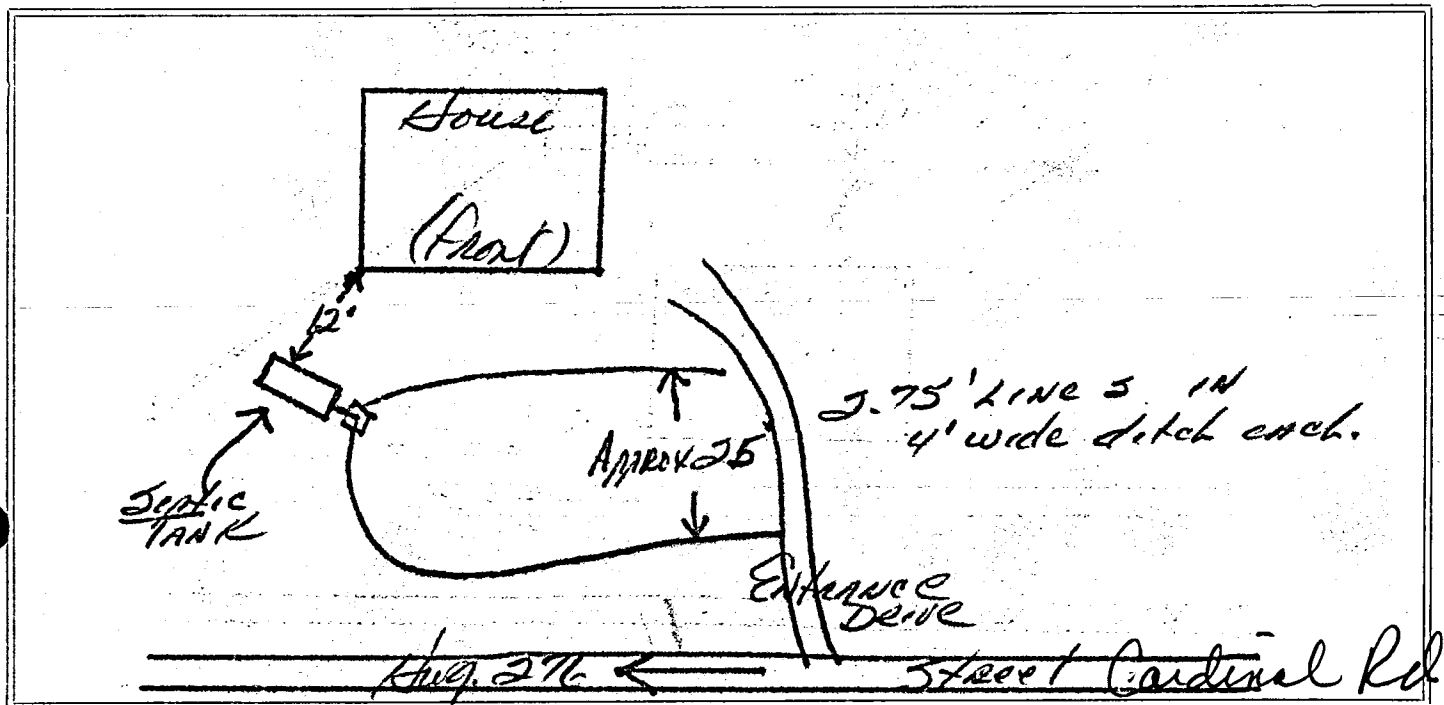 House
(Front)
12'
2.75' LINES IN
4' wide ditch each.
Approx 25
Septic
TANK
Entrance
Drive
Hwy. 276
Street Cardinal Rd